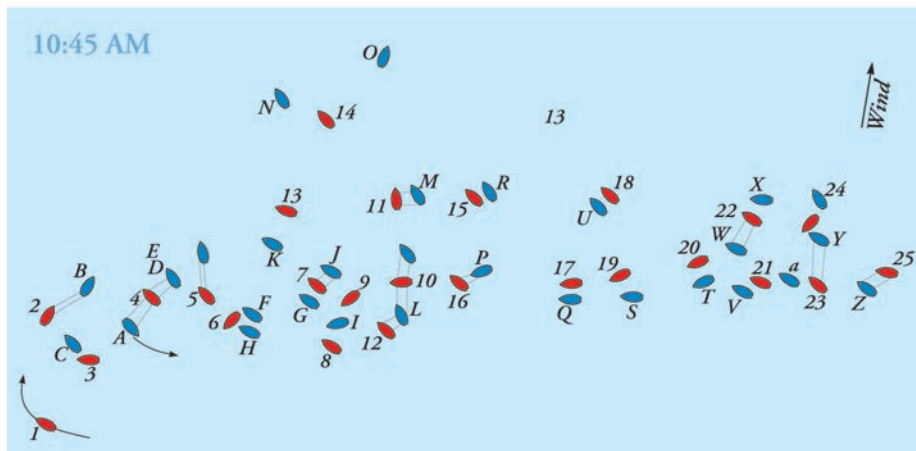 10:45 AM
O
N
14
13
Wind
13
11
M
15
R
U
18
X
24
22
W
Y
K
B
E
D
J
7
9
10
P
16
17
19
20
T
V
21
a
23
Z
25
2
4
A
5
6
F
G
H
I
8
L
12
Q
S
C
3
1